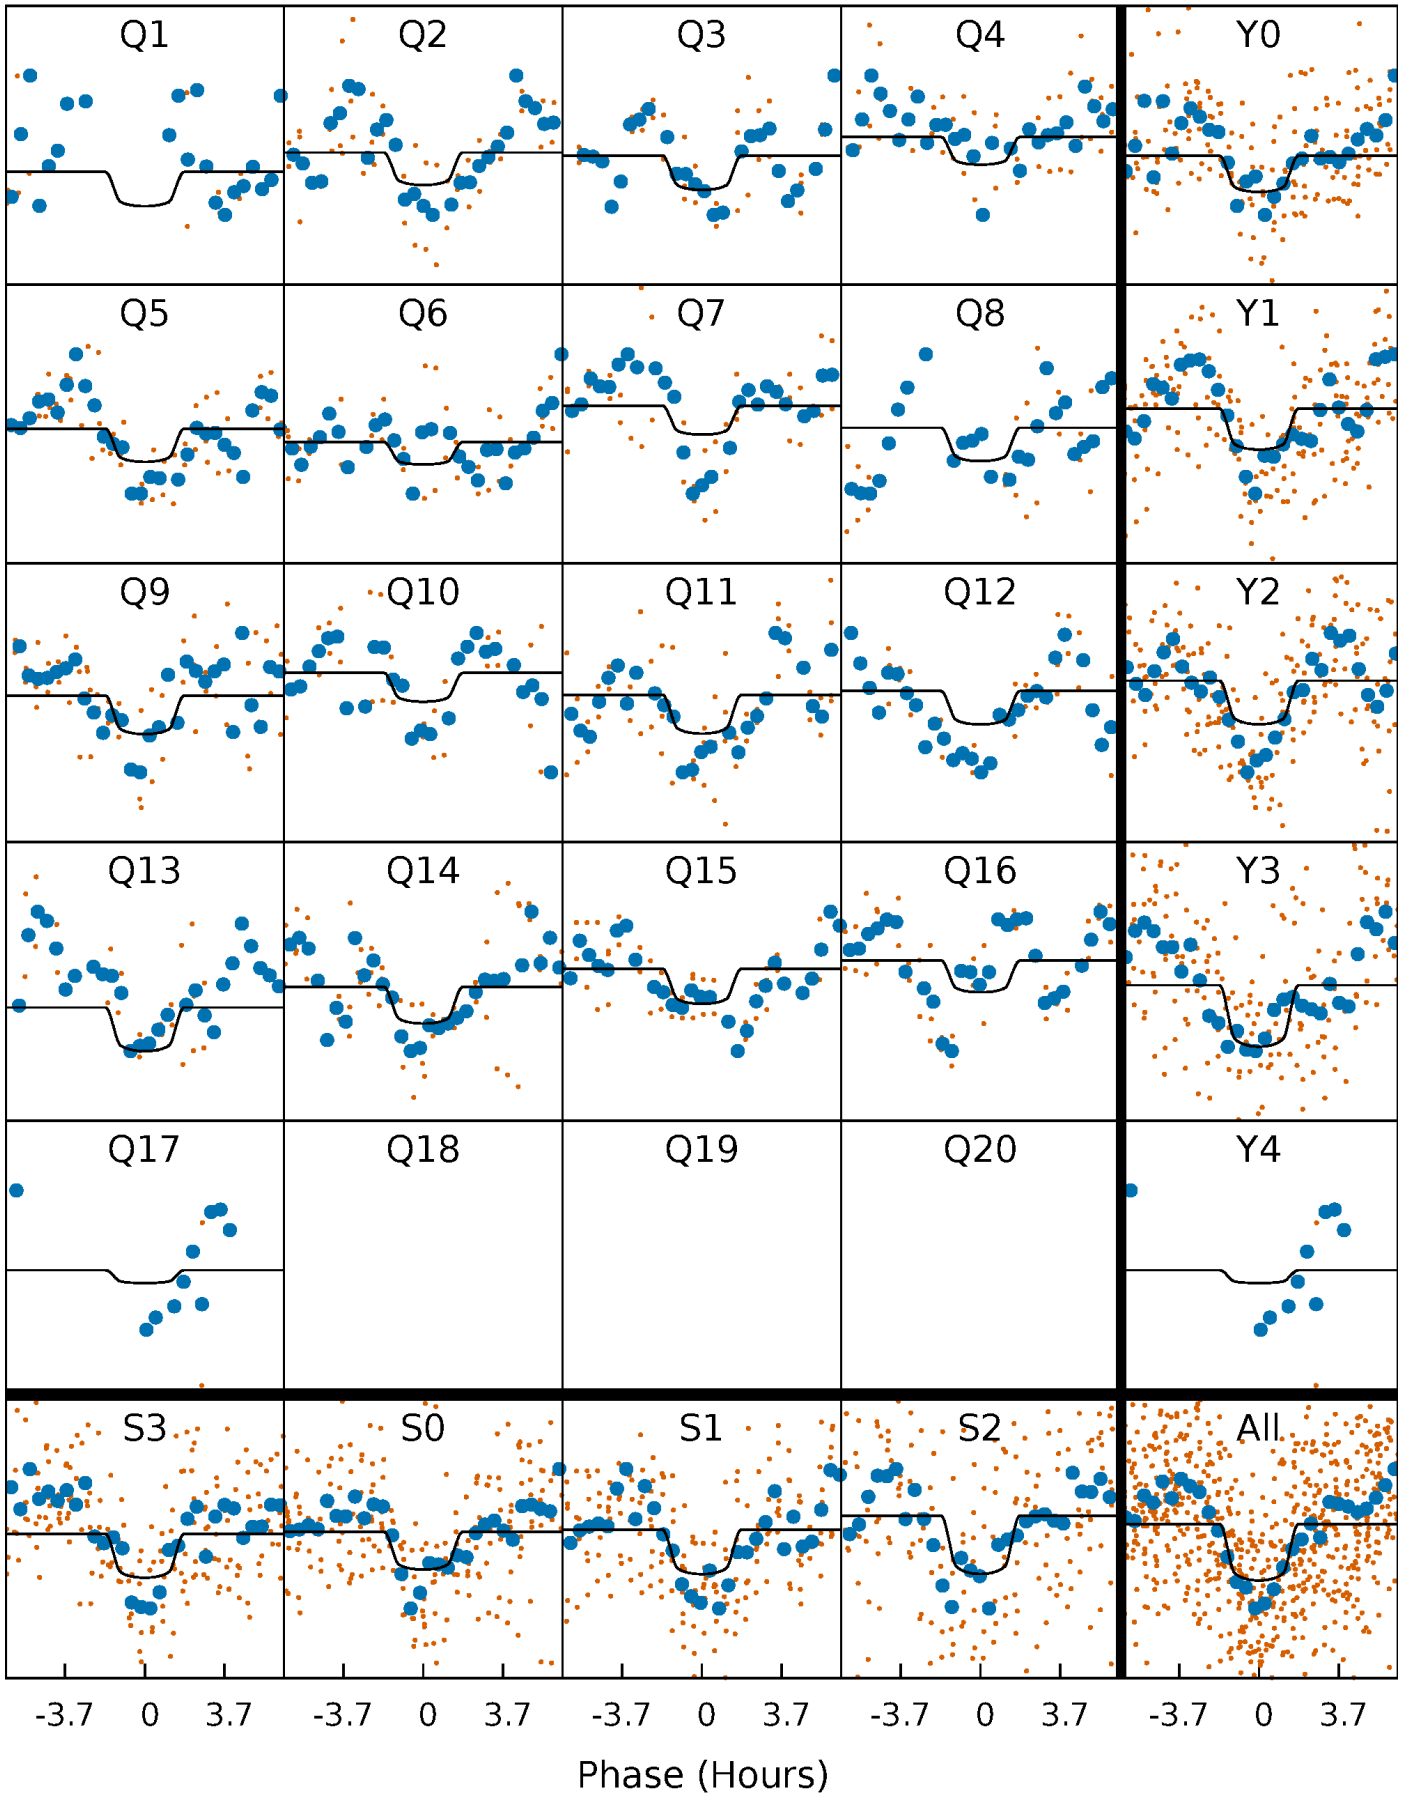 Q1 Q2 Q3 Q4 Y0
Q5 Q6 Q7 Q8 Y1
Q9 Q10 Q11 Q12 Y2
Q13 Q14 Q15 Q16 Y3
Q17 Q18 Q19 Q20 Y4
S3 S0 S1 S2 All
-3.7 0 3.7 -3.7 0 3.7 -3.7 0 3.7 -3.7 0 3.7 -3.7 0 3.7
Phase (Hours)